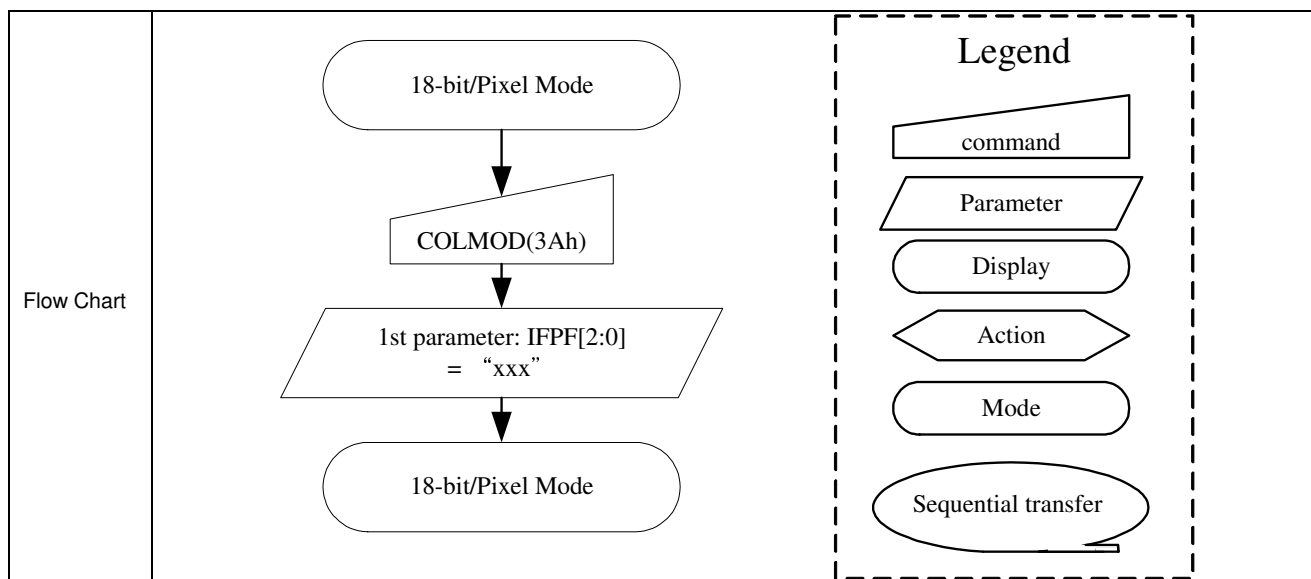 Flow Chart
18-bit/Pixel Mode
COLMOD(3Ah)
1st parameter: IFPF[2:0]
= “xxx”
18-bit/Pixel Mode
Legend
command
Parameter
Display
Action
Mode
Sequential transfer